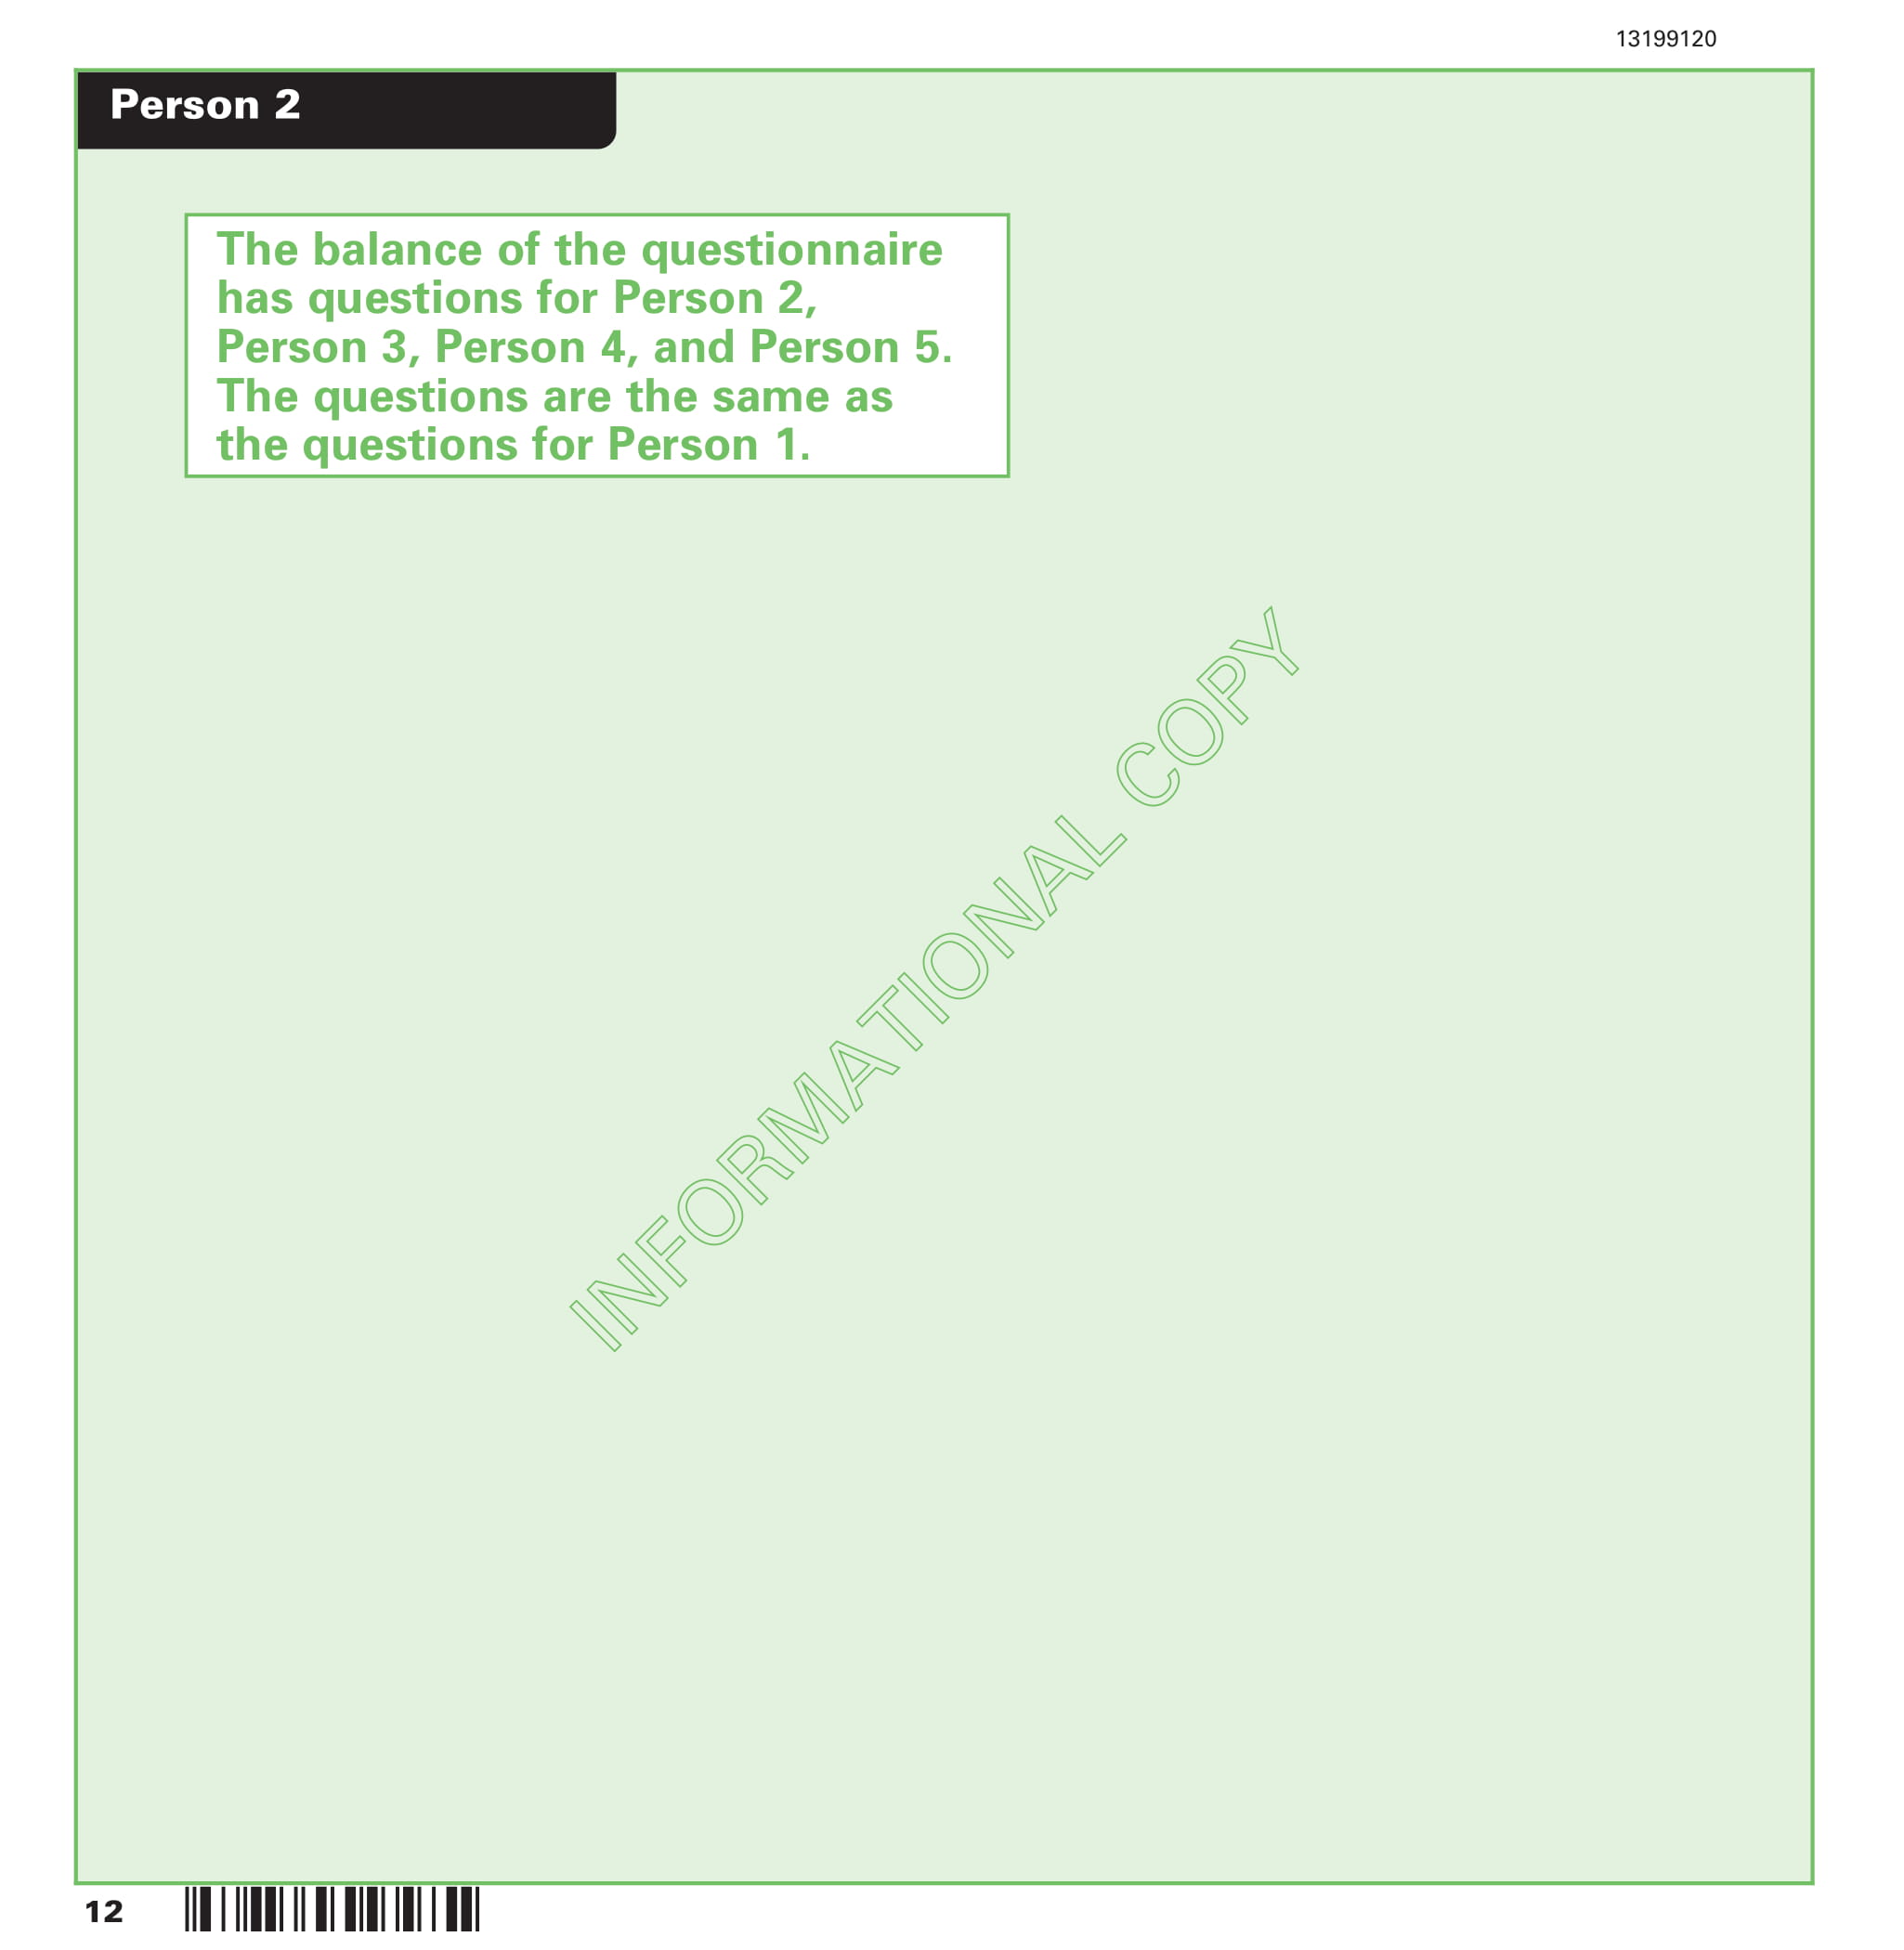 13199120
Person 2
The balance of the questionnaire
has questions for Person 2,
Person 3, Person 4, and Person 5.
The questions are the same as
the questions for Person 1.
INFORMATIONAL COPY
12